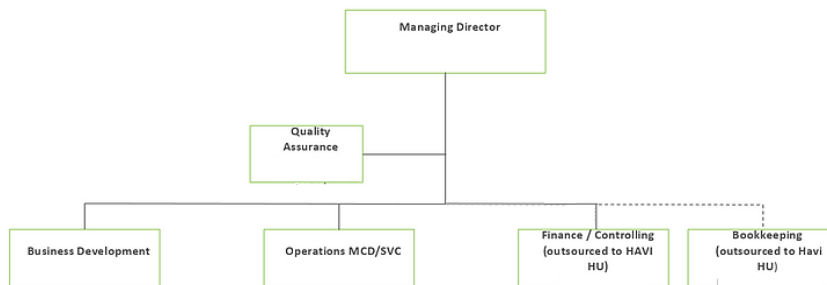 Managing Director
Quality
Assurance
Business Development
Operations MCD/SVC
Finance / Controlling
(outsourced to HAVI
HU)
Bookkeeping
(outsourced to Havi
HU)